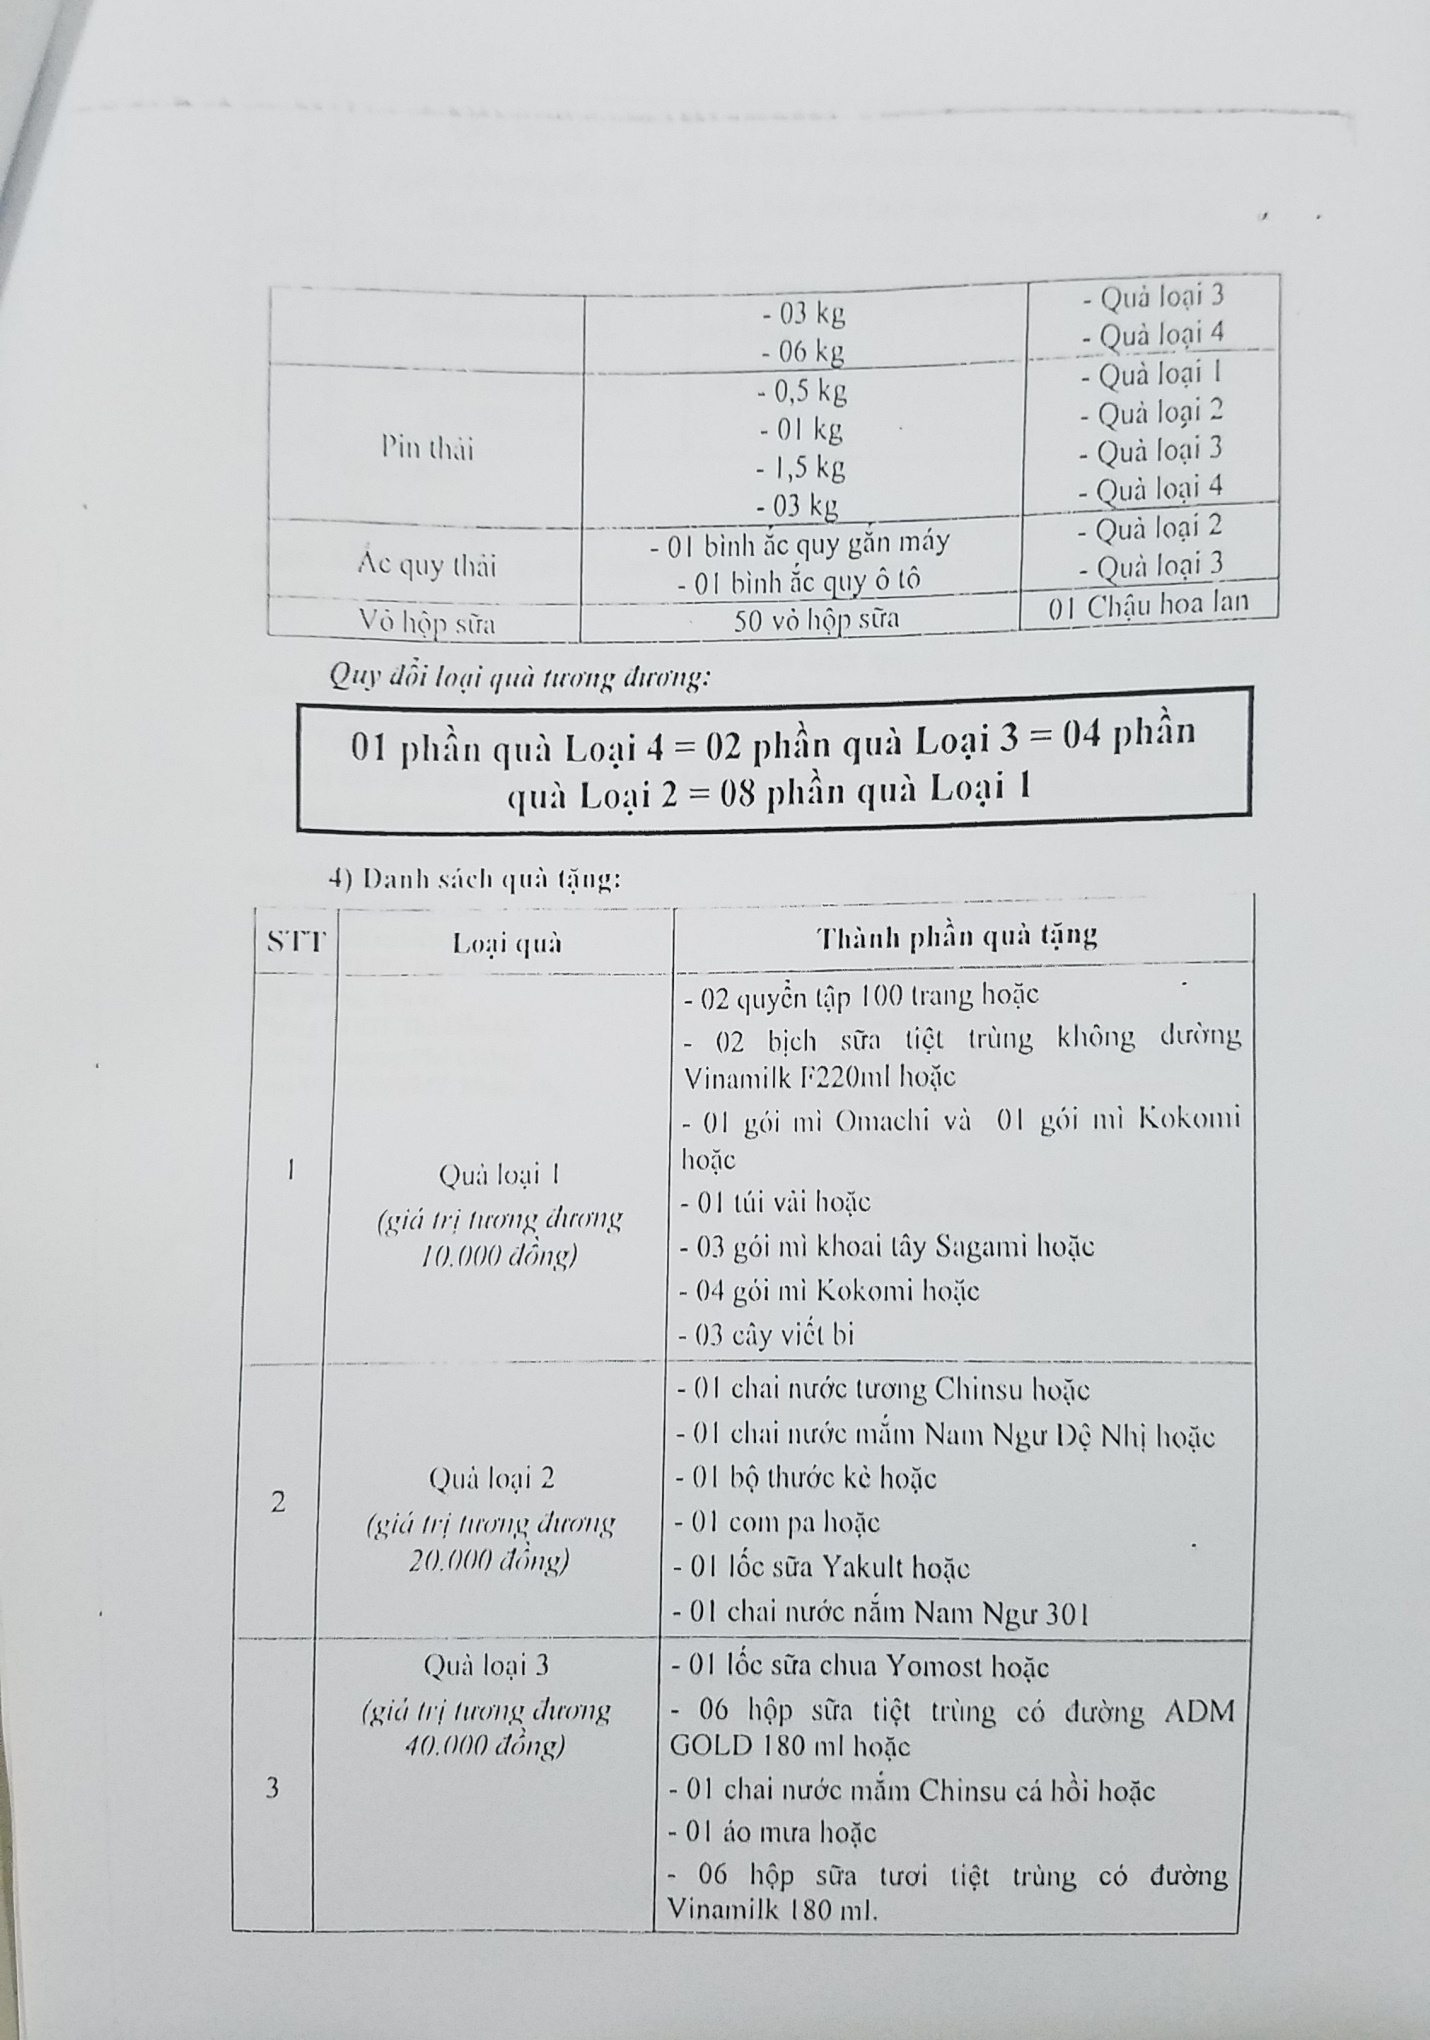 - 03 kg
- 06 kg
- Quà loại 3
- Quà loại 4
Pin thải
- 0,5 kg
- 01 kg
- 1,5 kg
- 03 kg
- Quà loại 1
- Quà loại 2
- Quà loại 3
- Quà loại 4
Ắc quy thải
- 01 bình ắc quy gắn máy
- 01 bình ắc quy ô tô
- Quà loại 2
- Quà loại 3
Vỏ hộp sữa
50 vỏ hộp sữa
01 Chậu hoa lan
Quy đổi loại quà tương đương:
01 phần quà Loại 4 = 02 phần quà Loại 3 = 04 phần
quà Loại 2 = 08 phần quà Loại 1
4) Danh sách quà tặng:
STT
Loại quà
Thành phần quà tặng
1
Quà loại 1
(giá trị tương đương
10.000 đồng)
- 02 quyển tập 100 trang hoặc
- 02 bịch sữa tiệt trùng không đường
Vinamilk F220ml hoặc
- 01 gói mì Omachi và 01 gói mì Kokomi
hoặc
- 01 túi vải hoặc
- 03 gói mì khoai tây Sagami hoặc
- 04 gói mì Kokomi hoặc
- 03 cây viết bi
2
Quà loại 2
(giá trị tương đương
20.000 đồng)
- 01 chai nước tương Chinsu hoặc
- 01 chai nước mắm Nam Ngư Đệ Nhị hoặc
- 01 bộ thước kẻ hoặc
- 01 com pa hoặc
- 01 lốc sữa Yakult hoặc
- 01 chai nước nắm Nam Ngư 301
3
Quà loại 3
(giá trị tương đương
40.000 đồng)
- 01 lốc sữa chua Yomost hoặc
- 06 hộp sữa tiệt trùng có đường ADM
GOLD 180 ml hoặc
- 01 chai nước mắm Chinsu cá hồi hoặc
- 01 áo mưa hoặc
- 06 hộp sữa tươi tiệt trùng có đường
Vinamilk 180 ml.